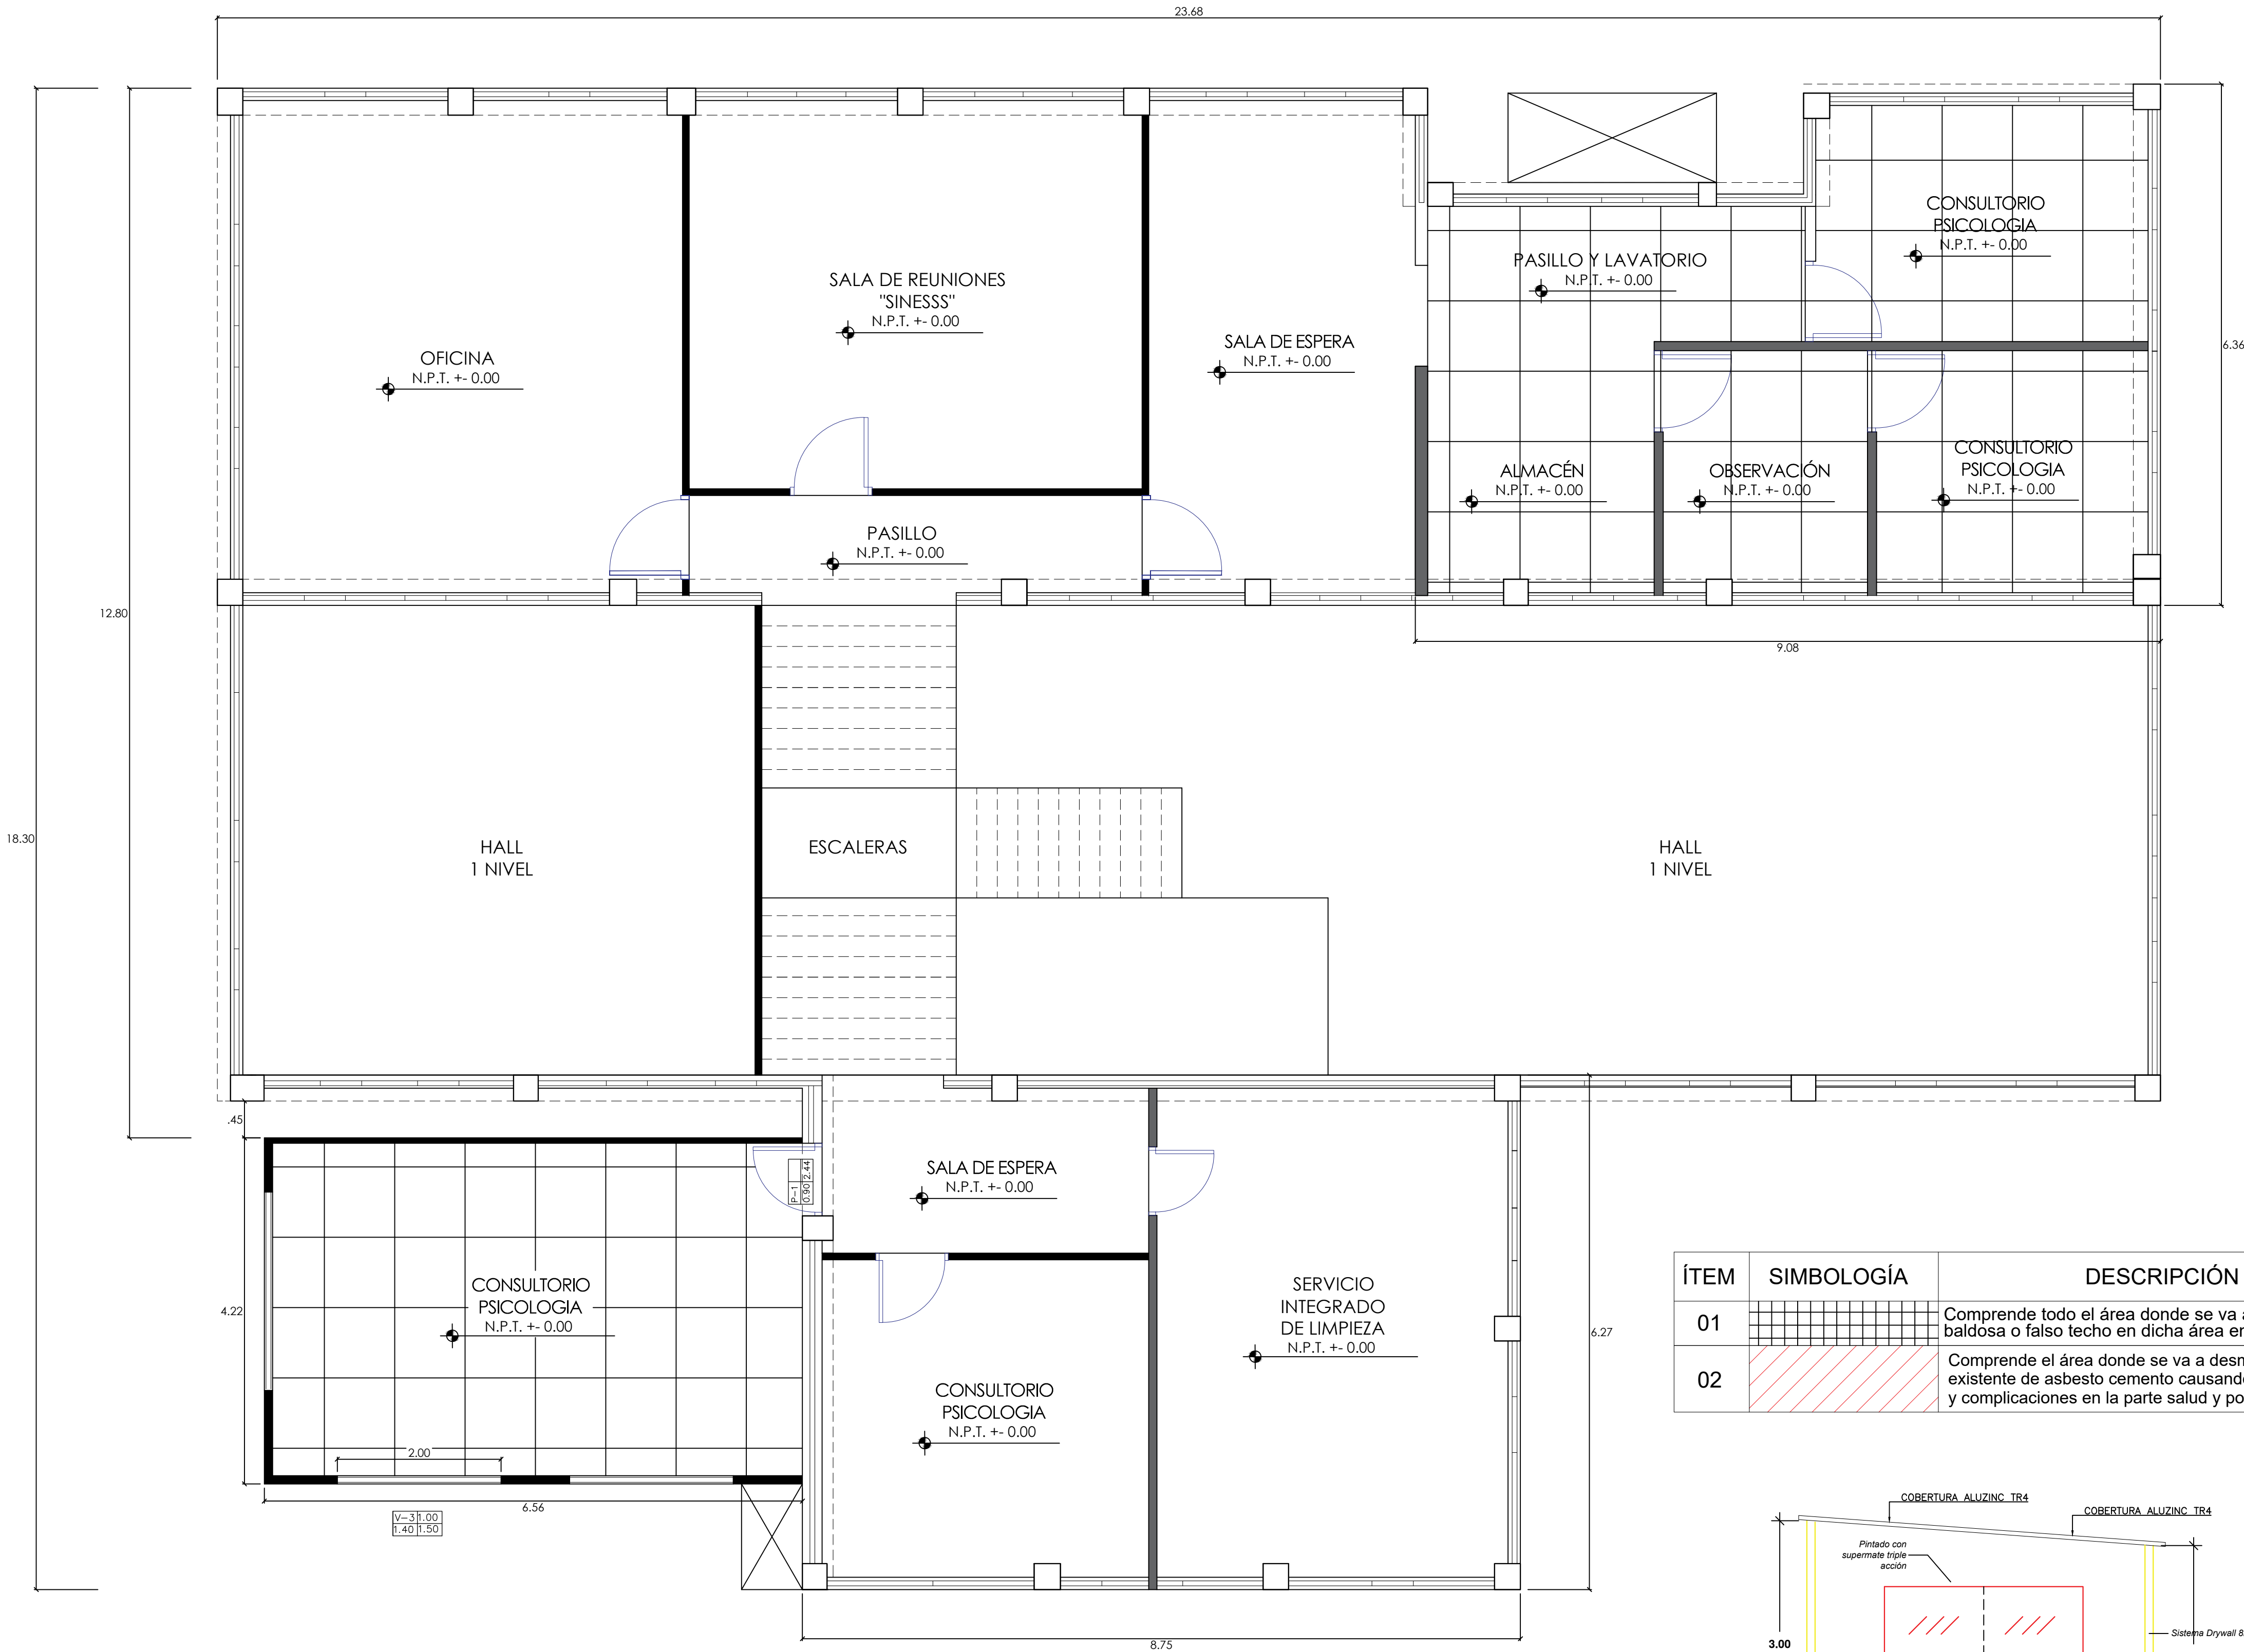 23.68
18.30
12.80
6.36
CONSULTORIO
PSICOLOGIA
N.P.T. +- 0.00
PASILLO Y LAVATORIO
N.P.T. +- 0.00
SALA DE REUNIONES
"SINESSS"
N.P.T. +- 0.00
SALA DE ESPERA
N.P.T. +- 0.00
OFICINA
N.P.T. +- 0.00
ALMACÉN
N.P.T. +- 0.00
OBSERVACIÓN
N.P.T. +- 0.00
CONSULTORIO
PSICOLOGIA
N.P.T. +- 0.00
PASILLO
N.P.T. +- 0.00
9.08
HALL
1 NIVEL
ESCALERAS
HALL
1 NIVEL
.45
4.22
P-1
0.90 2.44
SALA DE ESPERA
N.P.T. +- 0.00
CONSULTORIO
PSICOLOGIA
N.P.T. +- 0.00
SERVICIO
INTEGRADO
DE LIMPIEZA
N.P.T. +- 0.00
CONSULTORIO
PSICOLOGIA
N.P.T. +- 0.00
6.27
2.00
6.56
V-3 1.00
1.40 1.50
8.75
ÍTEM SIMBOLOGÍA DESCRIPCIÓN
01 Comprende todo el área donde se va
baldosa o falso techo en dicha área
02 Comprende el área donde se va a
existente de asbesto cemento
y complicaciones en la parte salud y
COBERTURA ALUZINC TR4
COBERTURA ALUZINC TR4
Pintado con
supermate triple
acción
3.00
Sistema Drywall